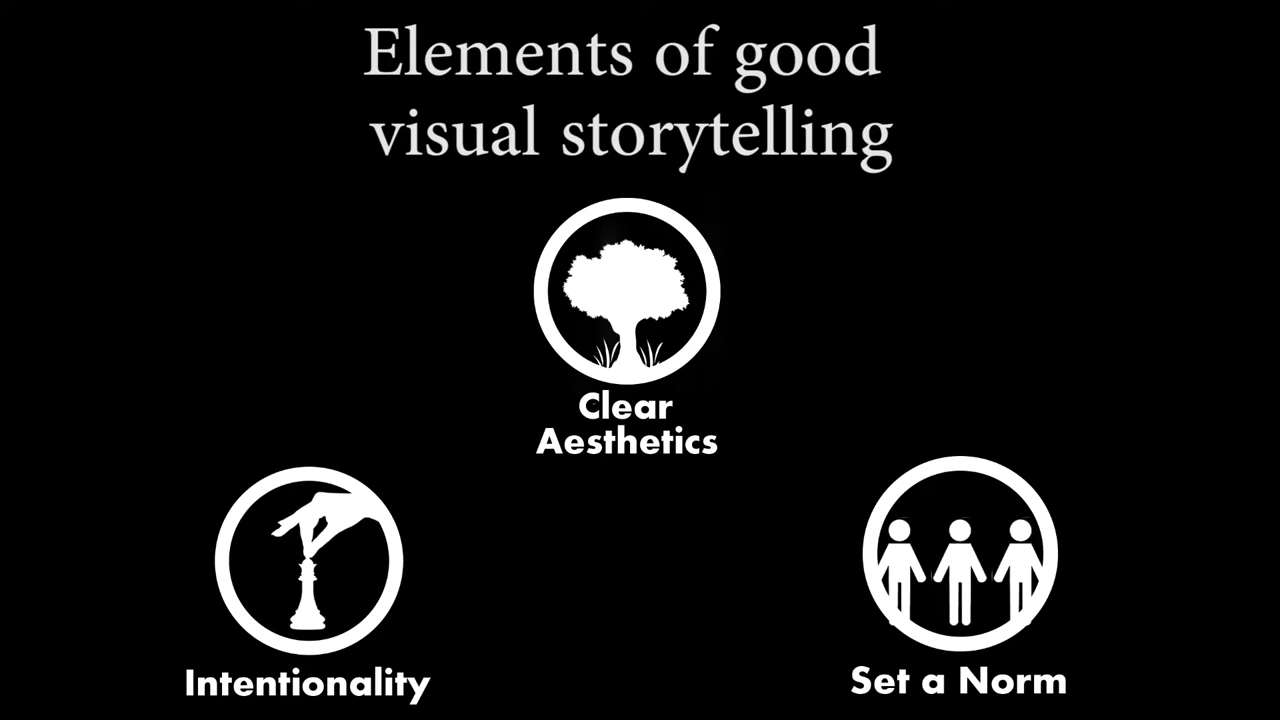 Elements of good
visual storytelling
Clear
Aesthetics
Intentionality
Set a Norm